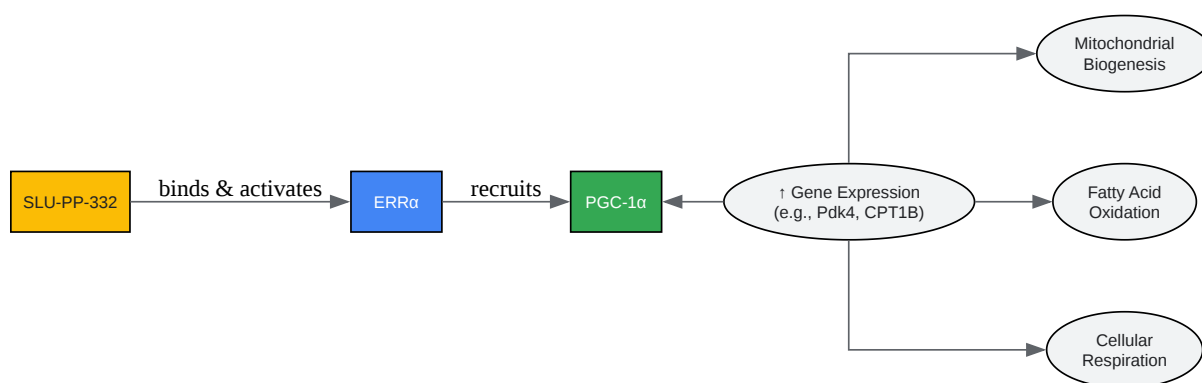 SLU-PP-332
binds & activates
ERRα
recruits
PGC-1α
↑ Gene Expression
(e.g., Pdk4, CPT1B)
Mitochondrial
Biogenesis
Fatty Acid
Oxidation
Cellular
Respiration